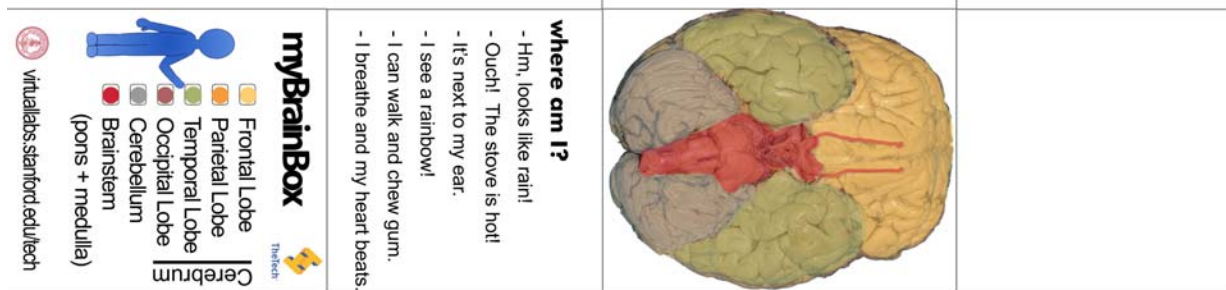 myBrainBox
Frontal Lobe
Parietal Lobe
Temporal Lobe
Occipital Lobe
Cerebellum
Brainstem
(pons + medulla)
Cerebrum
TheTech
virtuallabs.stanford.edu/tech
where am I?
- Hm, looks like rain!
- Ouch! The stove is hot!
- It's next to my ear.
- I see a rainbow!
- I can walk and chew gum.
- I breathe and my heart beats.